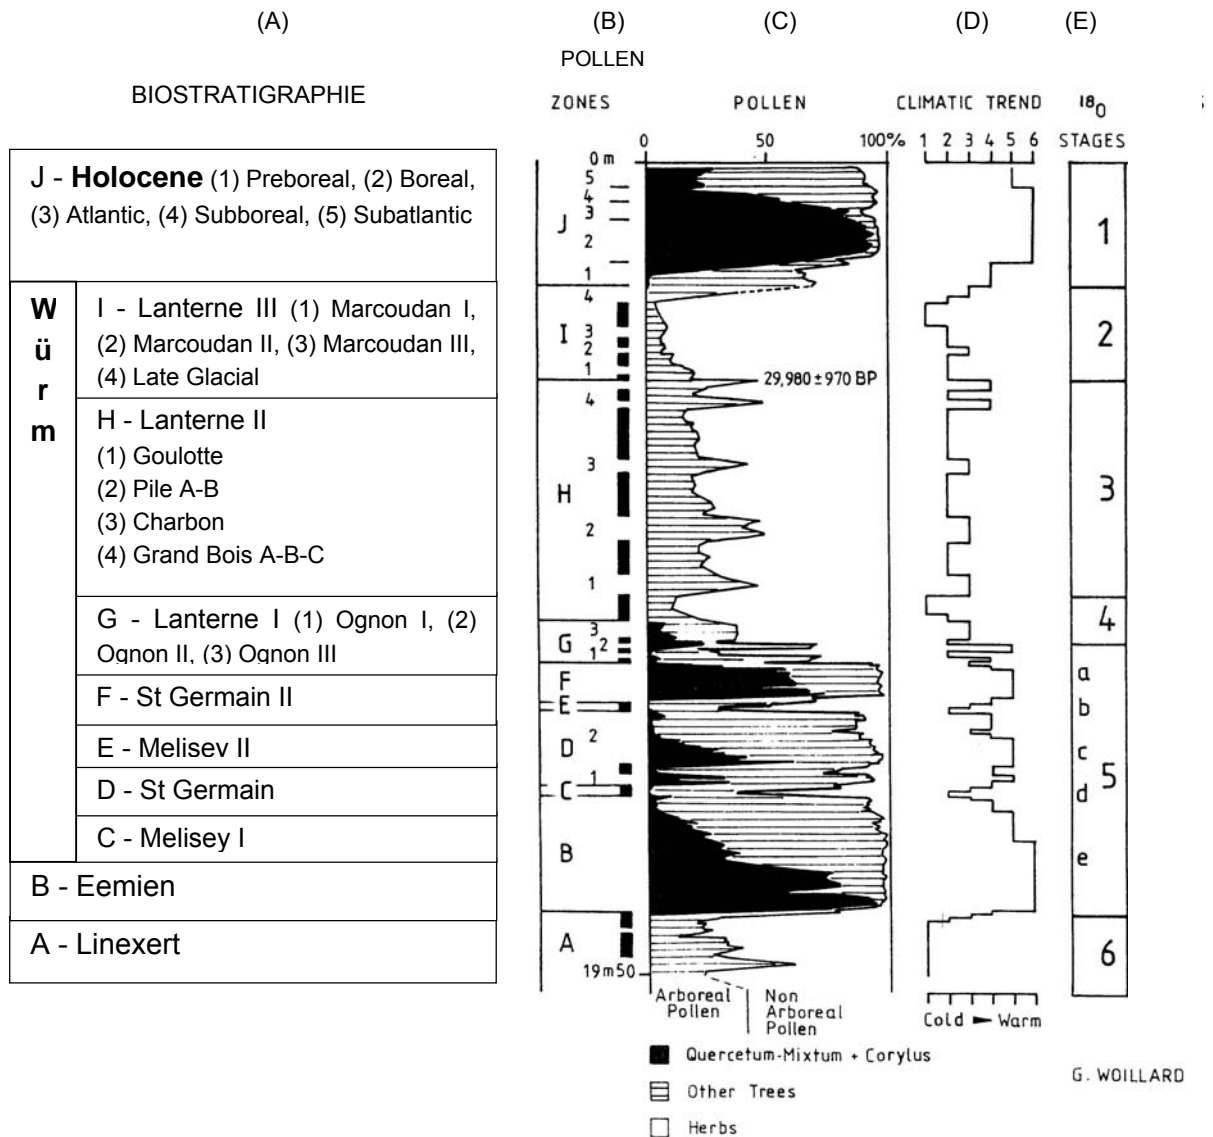 (A) (B) (C) (D) (E)
POLLEN
BIOSTRATIGRAPHIE
ZONES POLLEN CLIMATIC TREND 18O
0 50 100% 1 2 3 4 5 6 STAGES
0 m
J - Holocene (1) Preboreal, (2) Boreal,
(3) Atlantic, (4) Subboreal, (5) Subatlantic
Würm
I - Lanterne III (1) Marcoudan I,
(2) Marcoudan II, (3) Marcoudan III,
(4) Late Glacial
H - Lanterne II
(1) Goulotte
(2) Pile A-B
(3) Charbon
(4) Grand Bois A-B-C
G - Lanterne I (1) Ognon I, (2)
Ognon II, (3) Ognon III
F - St Germain II
E - Melisev II
D - St Germain
C - Melisey I
B - Eemien
A - Linexert
J 5 4 3 2 1
I 4 3 2 1
29,980 ± 970 BP
H 4 3 2 1
G 3 2 1
F
E
D 2 1
C
B
A
19 m 50
1
2
3
4
5 a b c d e
6
Arboreal Pollen
Non Arboreal Pollen
Cold ► Warm
Quercetum-Mixtum + Corylus
Other Trees
Herbs
G. WOILLARD